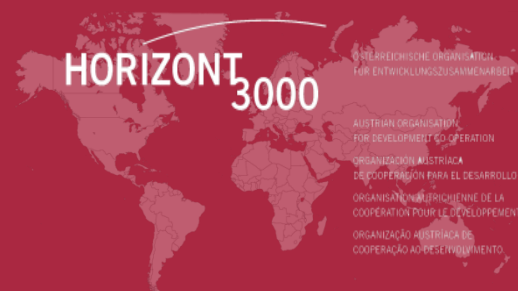 HORIZONT
3000
ÖSTERREICHISCHE ORGANISATION
FÜR ENTWICKLUNGSZUSAMMENARBEIT
AUSTRIAN ORGANISATION
FOR DEVELOPMENT CO-OPERATION
ORGANIZACIÓN AUSTRÍACA
DE COOPERACIÓN PARA EL DESARROLLO
ORGANISATION AUTRICHIENNE DE LA
COOPÉRATION POUR LE DÉVELOPPEMENT
ORGANIZAÇÃO AUSTRÍACA DE
COOPERAÇÃO AO DESENVOLVIMENTO